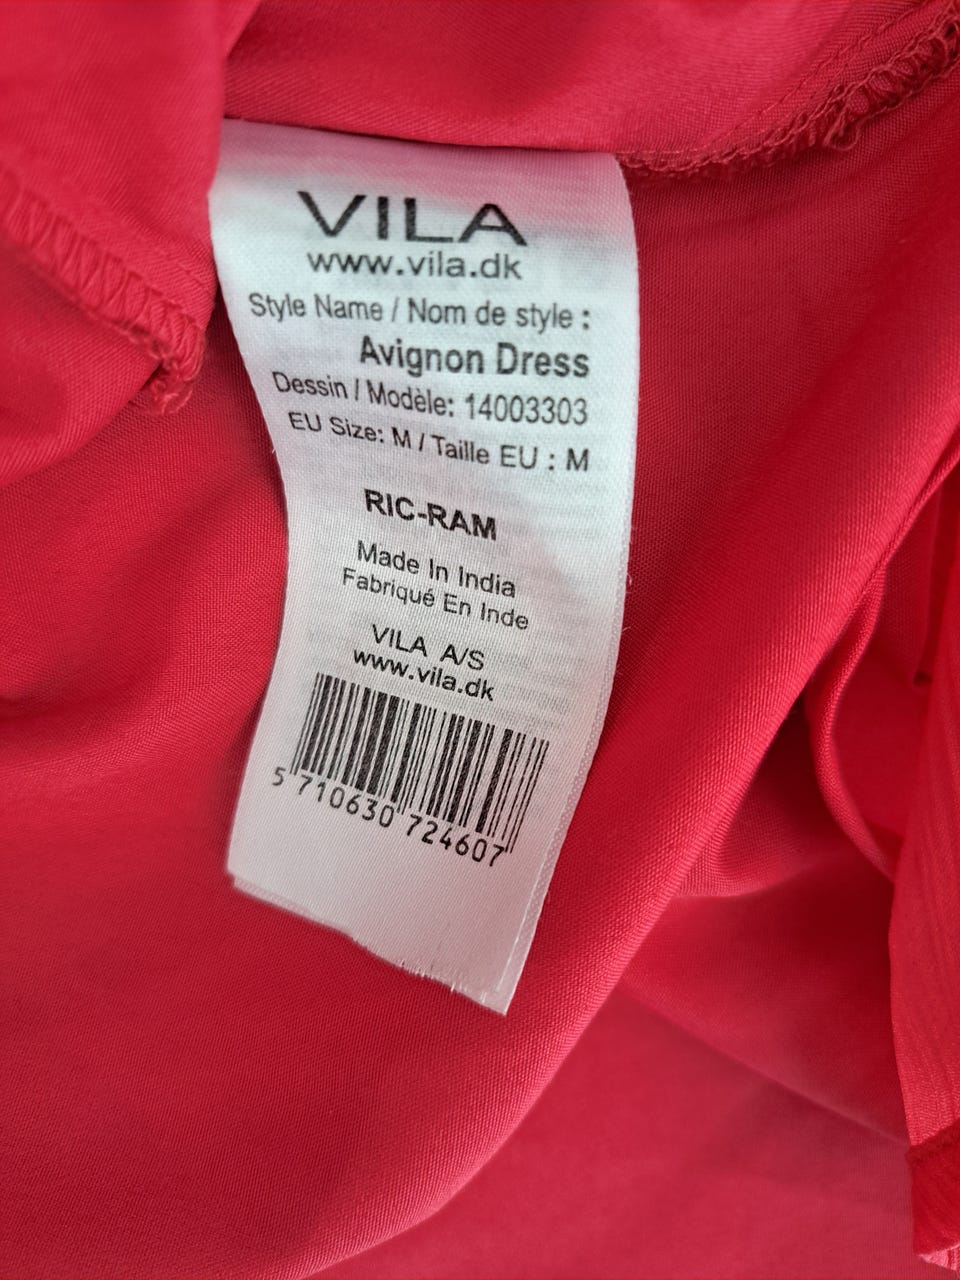 VILA
www.vila.dk
Style Name / Nom de style :
Avignon Dress
Dessin / Modèle: 14003303
EU Size: M / Taille EU : M
RIC-RAM
Made In India
Fabriqué En Inde
VILA A/S
www.vila.dk
5 710630 724607